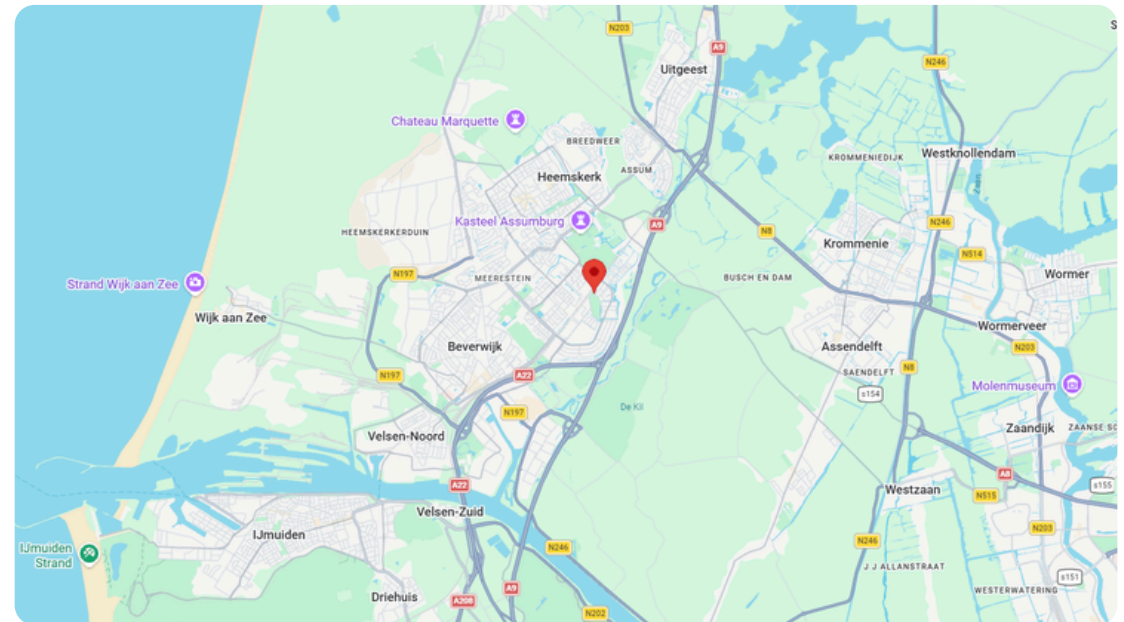 S
N203
A9
Uitgeest
N246
Chateau Marquette
BREEDWEER
KROMMENIEDIJK
Westknollendam
ASSUM
Heemskerk
Zaan
Kasteel Assumburg
A9
N246
HEEMSKERKERDUIN
N8
Krommenie
N514
N197
MEERESTEIN
BUSCH EN DAM
Wormer
Strand Wijk aan Zee
Wijk aan Zee
Wormerveer
Beverwijk
Assendelft
N203
A22
N197
SAENDELFT
N8
Molenmuseum
s154
De Kil
N197
Velsen-Noord
Zaandijk
ZAANSE SC
A8
A22
Westzaan
N515
s155
Velsen-Zuid
IJmuiden
N203
N246
N246
IJmuiden
Strand
J J ALLANSTRAAT
s151
A9
WESTERWATERING
Driehuis
A208
N202